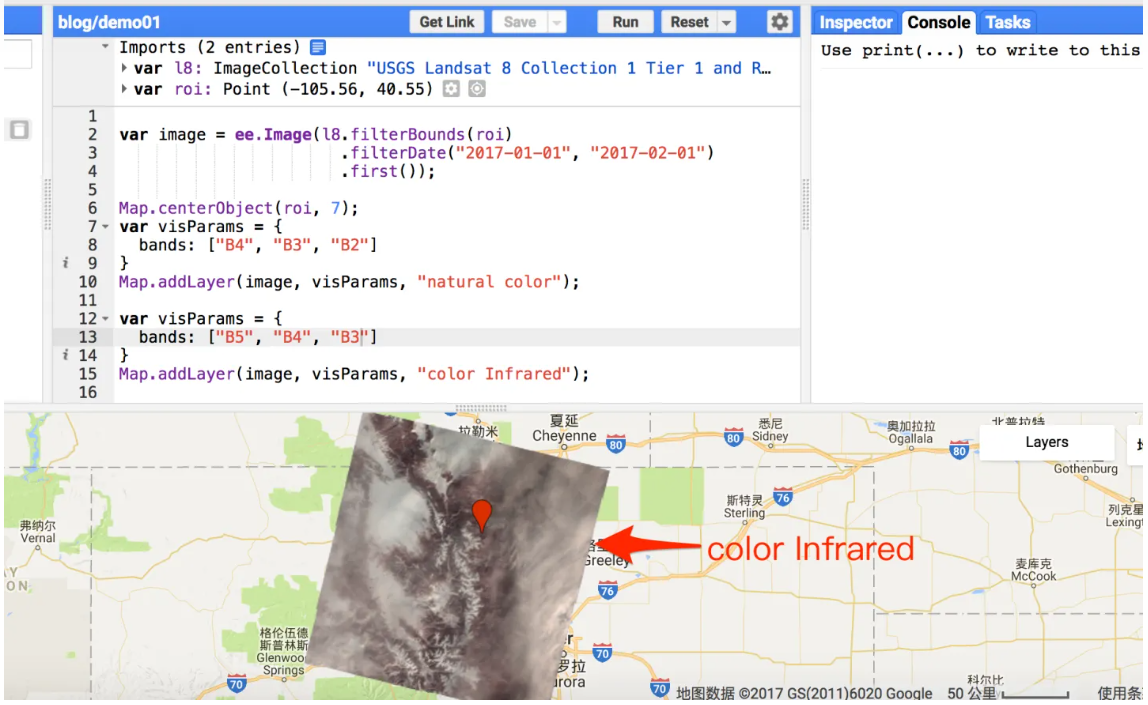 blog/demo01
Get Link
Save
Run
Reset
Inspector
Console
Tasks
Imports (2 entries)
var l8: ImageCollection "USGS Landsat 8 Collection 1 Tier 1 and R…
var roi: Point (-105.56, 40.55)
Use print(...) to write to this
1
2 var image = ee.Image(l8.filterBounds(roi)
3 .filterDate("2017-01-01", "2017-02-01")
4 .first());
5
6 Map.centerObject(roi, 7);
7 var visParams = {
8 bands: ["B4", "B3", "B2"]
i 9 }
10 Map.addLayer(image, visParams, "natural color");
11
12 var visParams = {
13 bands: ["B5", "B4", "B3"]
i 14 }
15 Map.addLayer(image, visParams, "color Infrared");
16
拉勒米
夏延
Cheyenne
80
80
悉尼
Sidney
奥加拉拉
Ogallala
80
北普拉特
Layers
Gothenburg
弗纳尔
Vernal
斯特灵
Sterling
76
列克星
Lexing
Greeley
color Infrared
麦库克
McCook
76
格伦伍德
斯普林斯
Glenwoo
Springs
70
70
罗拉
urora
70
科尔比
地图数据 ©2017 GS(2011)6020 Google
50 公里
使用条